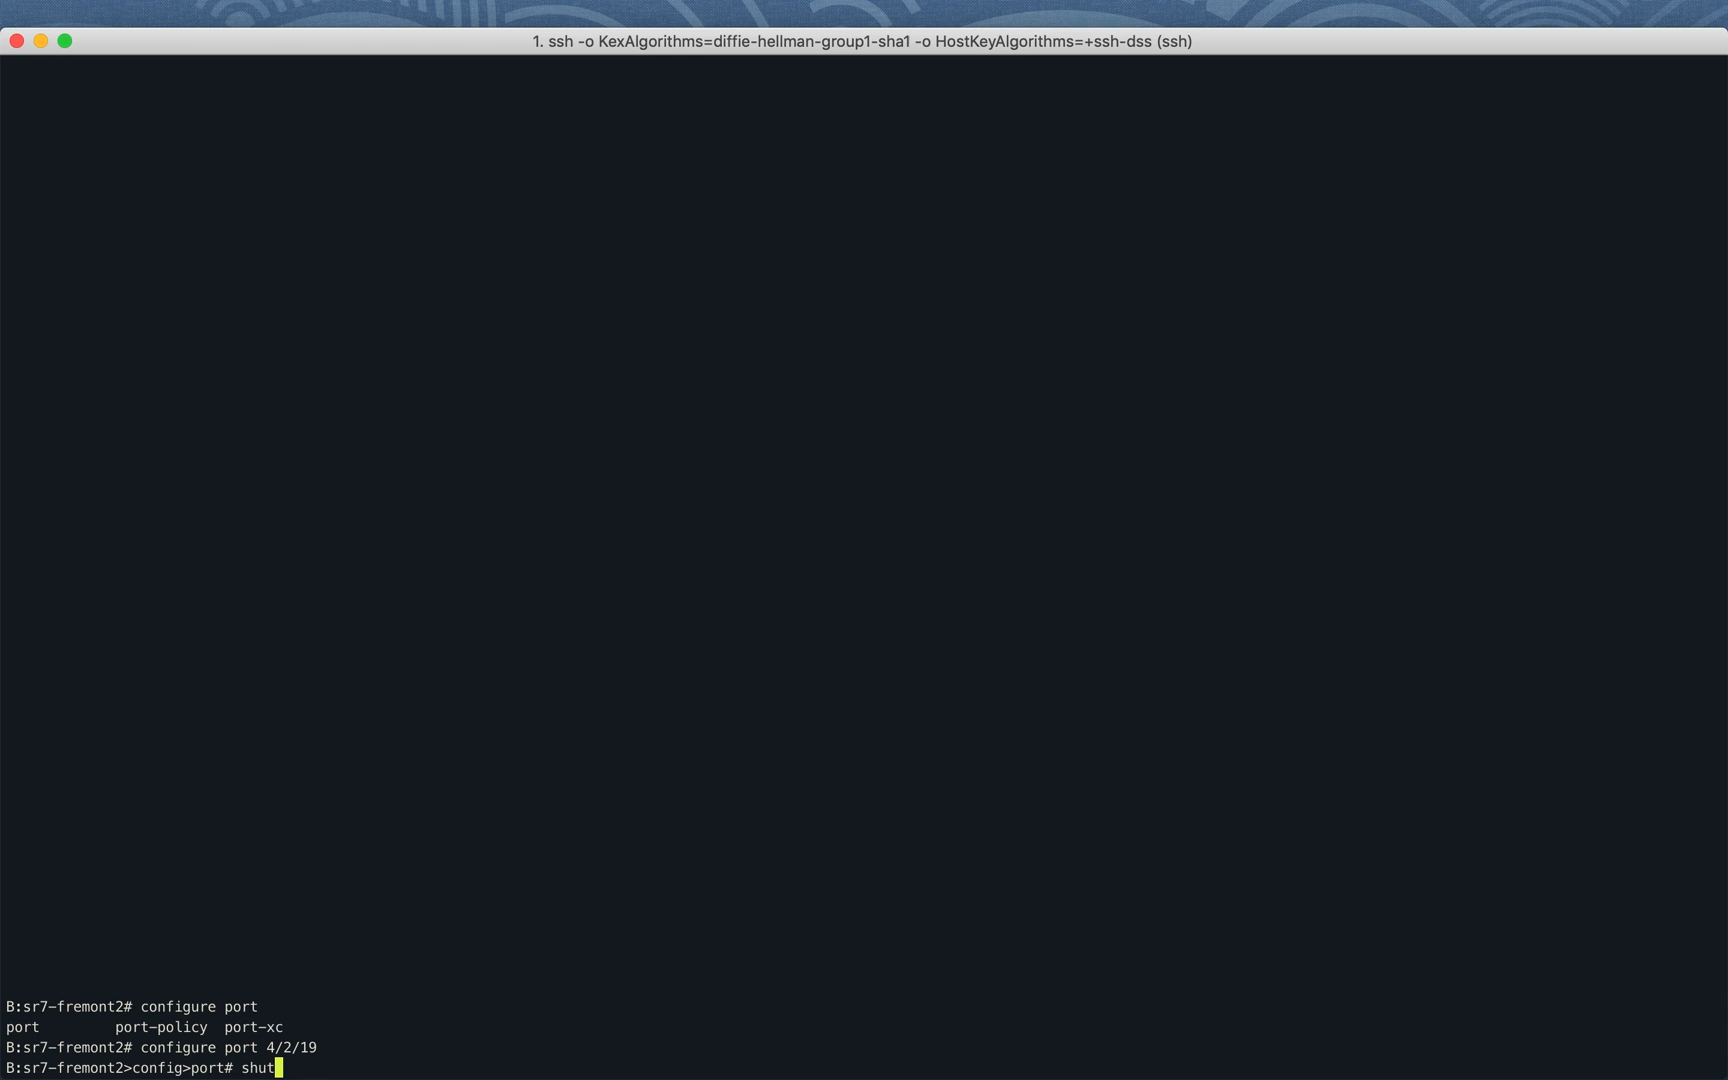 1. ssh -o KexAlgorithms=diffie-hellman-group1-sha1 -o HostKeyAlgorithms=+ssh-dss (ssh)
B:sr7-fremont2# configure port
port         port-policy  port-xc
B:sr7-fremont2# configure port 4/2/19
B:sr7-fremont2>config>port# shut